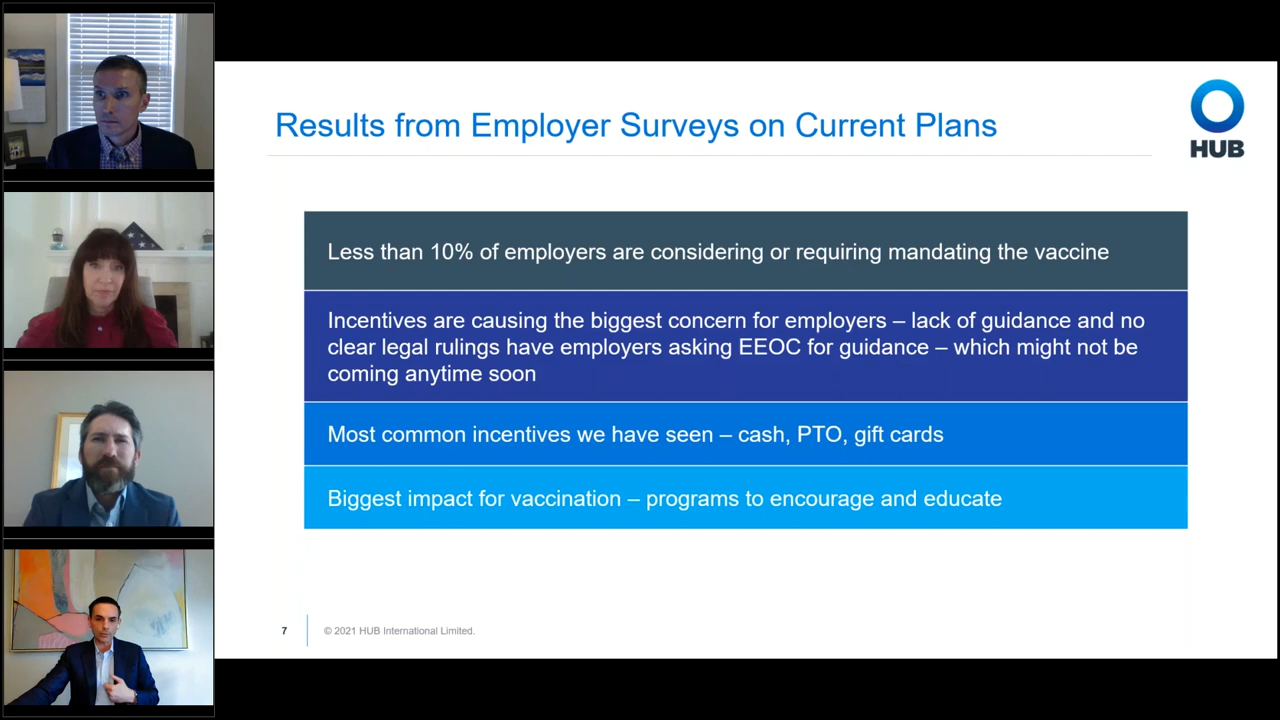 Results from Employer Surveys on Current Plans
HUB
Less than 10% of employers are considering or requiring mandating the vaccine
Incentives are causing the biggest concern for employers – lack of guidance and no
clear legal rulings have employers asking EEOC for guidance – which might not be
coming anytime soon
Most common incentives we have seen – cash, PTO, gift cards
Biggest impact for vaccination – programs to encourage and educate
7
© 2021 HUB International Limited.